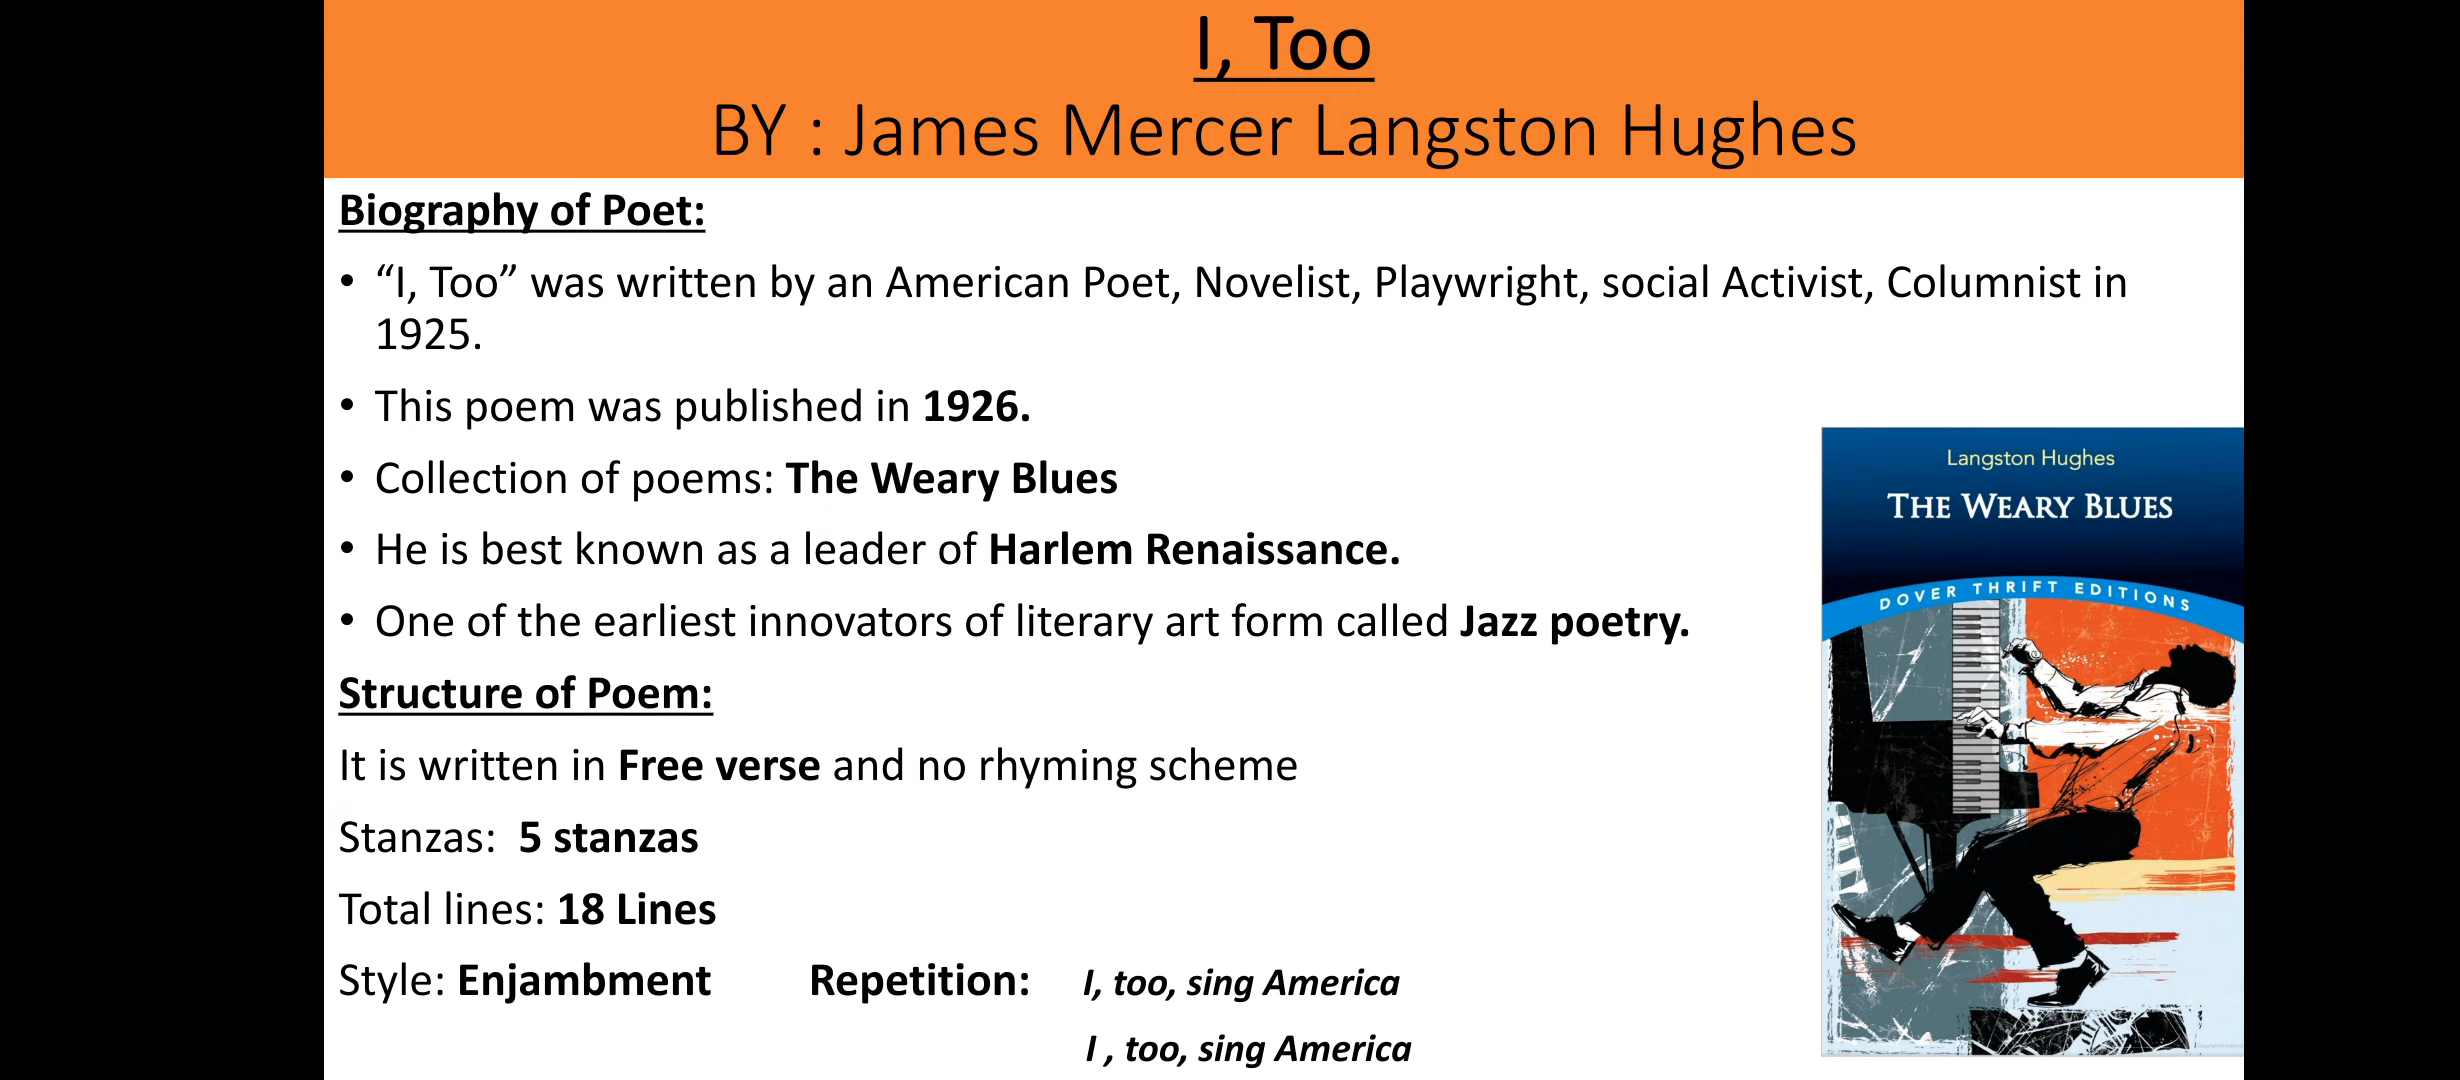 I, Too
BY : James Mercer Langston Hughes
Biography of Poet:
• “I, Too” was written by an American Poet, Novelist, Playwright, social Activist, Columnist in
1925.
• This poem was published in 1926.
• Collection of poems: The Weary Blues
• He is best known as a leader of Harlem Renaissance.
• One of the earliest innovators of literary art form called Jazz poetry.
Structure of Poem:
It is written in Free verse and no rhyming scheme
Stanzas: 5 stanzas
Total lines: 18 Lines
Style: Enjambment Repetition: I, too, sing America
I , too, sing America
Langston Hughes
THE WEARY BLUES
DOVER THRIFT EDITIONS